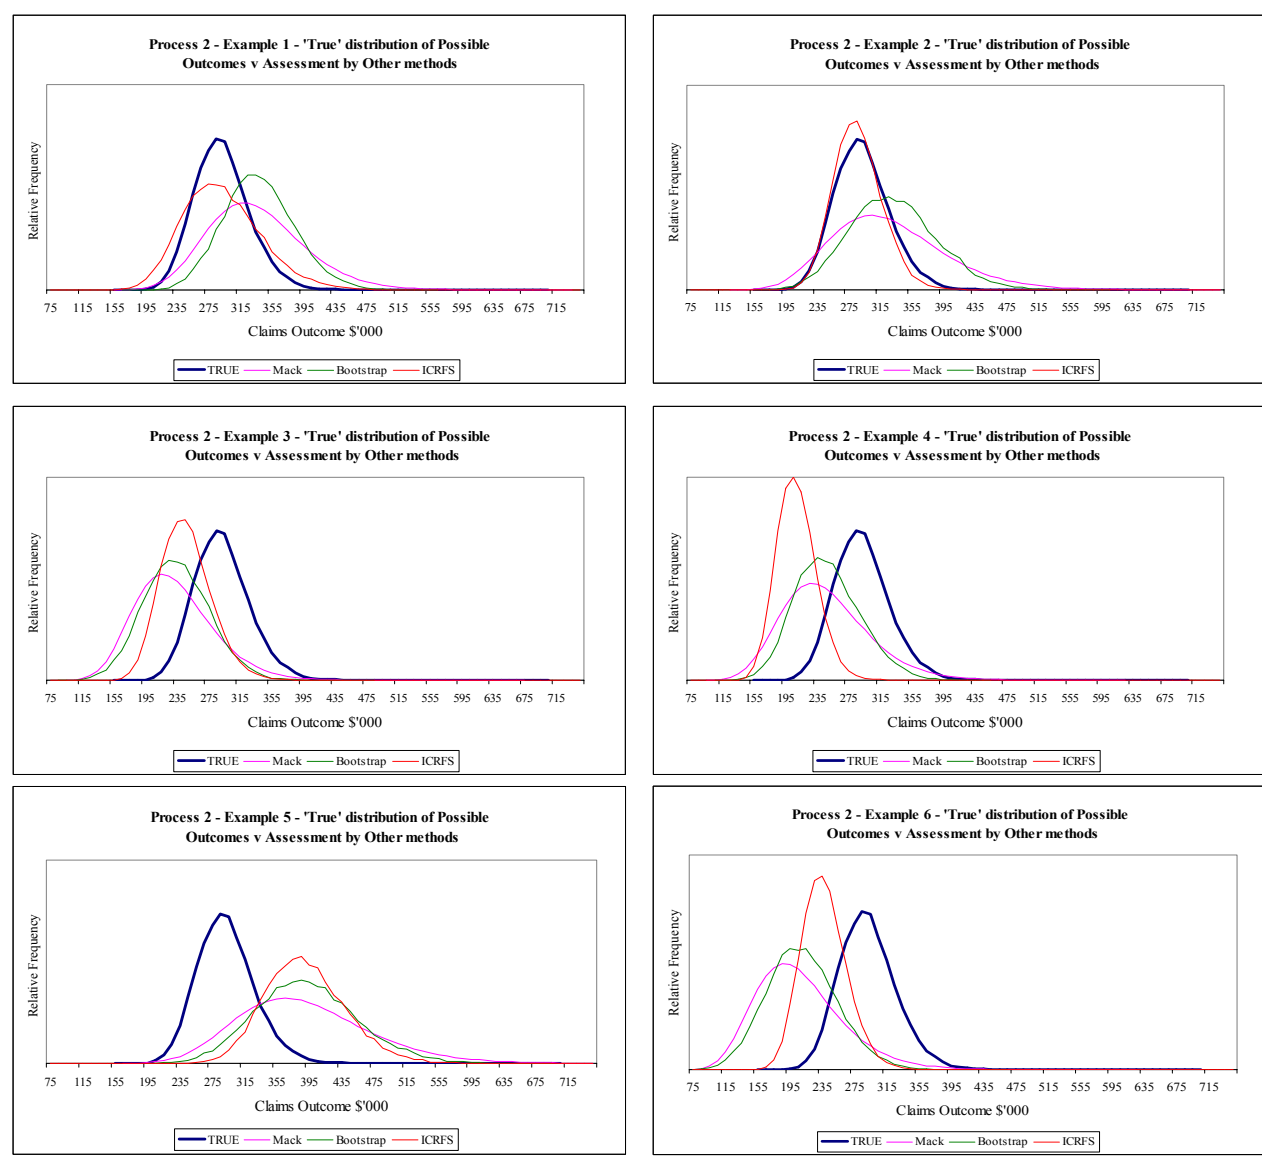 Process 2 - Example 1 - 'True' distribution of Possible
Outcomes v Assessment by Other methods
Relative Frequency
75 115 155 195 235 275 315 355 395 435 475 515 555 595 635 675 715
Claims Outcome $'000
TRUE Mack Bootstrap ICRFS
Process 2 - Example 2 - 'True' distribution of Possible
Outcomes v Assessment by Other methods
Relative Frequency
75 115 155 195 235 275 315 355 395 435 475 515 555 595 635 675 715
Claims Outcome $'000
TRUE Mack Bootstrap ICRFS
Process 2 - Example 3 - 'True' distribution of Possible
Outcomes v Assessment by Other methods
Relative Frequency
75 115 155 195 235 275 315 355 395 435 475 515 555 595 635 675 715
Claims Outcome $'000
TRUE Mack Bootstrap ICRFS
Process 2 - Example 4 - 'True' distribution of Possible
Outcomes v Assessment by Other methods
Relative Frequency
75 115 155 195 235 275 315 355 395 435 475 515 555 595 635 675 715
Claims Outcome $'000
TRUE Mack Bootstrap ICRFS
Process 2 - Example 5 - 'True' distribution of Possible
Outcomes v Assessment by Other methods
Relative Frequency
75 115 155 195 235 275 315 355 395 435 475 515 555 595 635 675 715
Claims Outcome $'000
TRUE Mack Bootstrap ICRFS
Process 2 - Example 6 - 'True' distribution of Possible
Outcomes v Assessment by Other methods
Relative Frequency
75 115 155 195 235 275 315 355 395 435 475 515 555 595 635 675 715
Claims Outcome $'000
TRUE Mack Bootstrap ICRFS